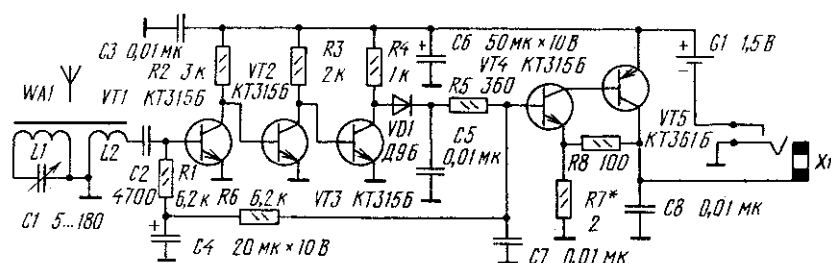 C3 0,01 мк
R2 3к
VT2
КТ315Б
R3
2к
R4
1к
C6 50 мк × 10 В
VT4 КТ315Б
R5 360
G1 1,5 В
+
−
+
WA1
VT1 КТ315Б
VD1
Д9Б
C5
0,01 мк
VT5
КТ361Б
L1
L2
C2
4700
R1
6,2 к
R6 6,2 к
VT3 КТ315Б
R8 100
R7*
2
X1
C1 5...180
+
C4 20 мк × 10 В
C7 0,01 мк
C8 0,01 мк